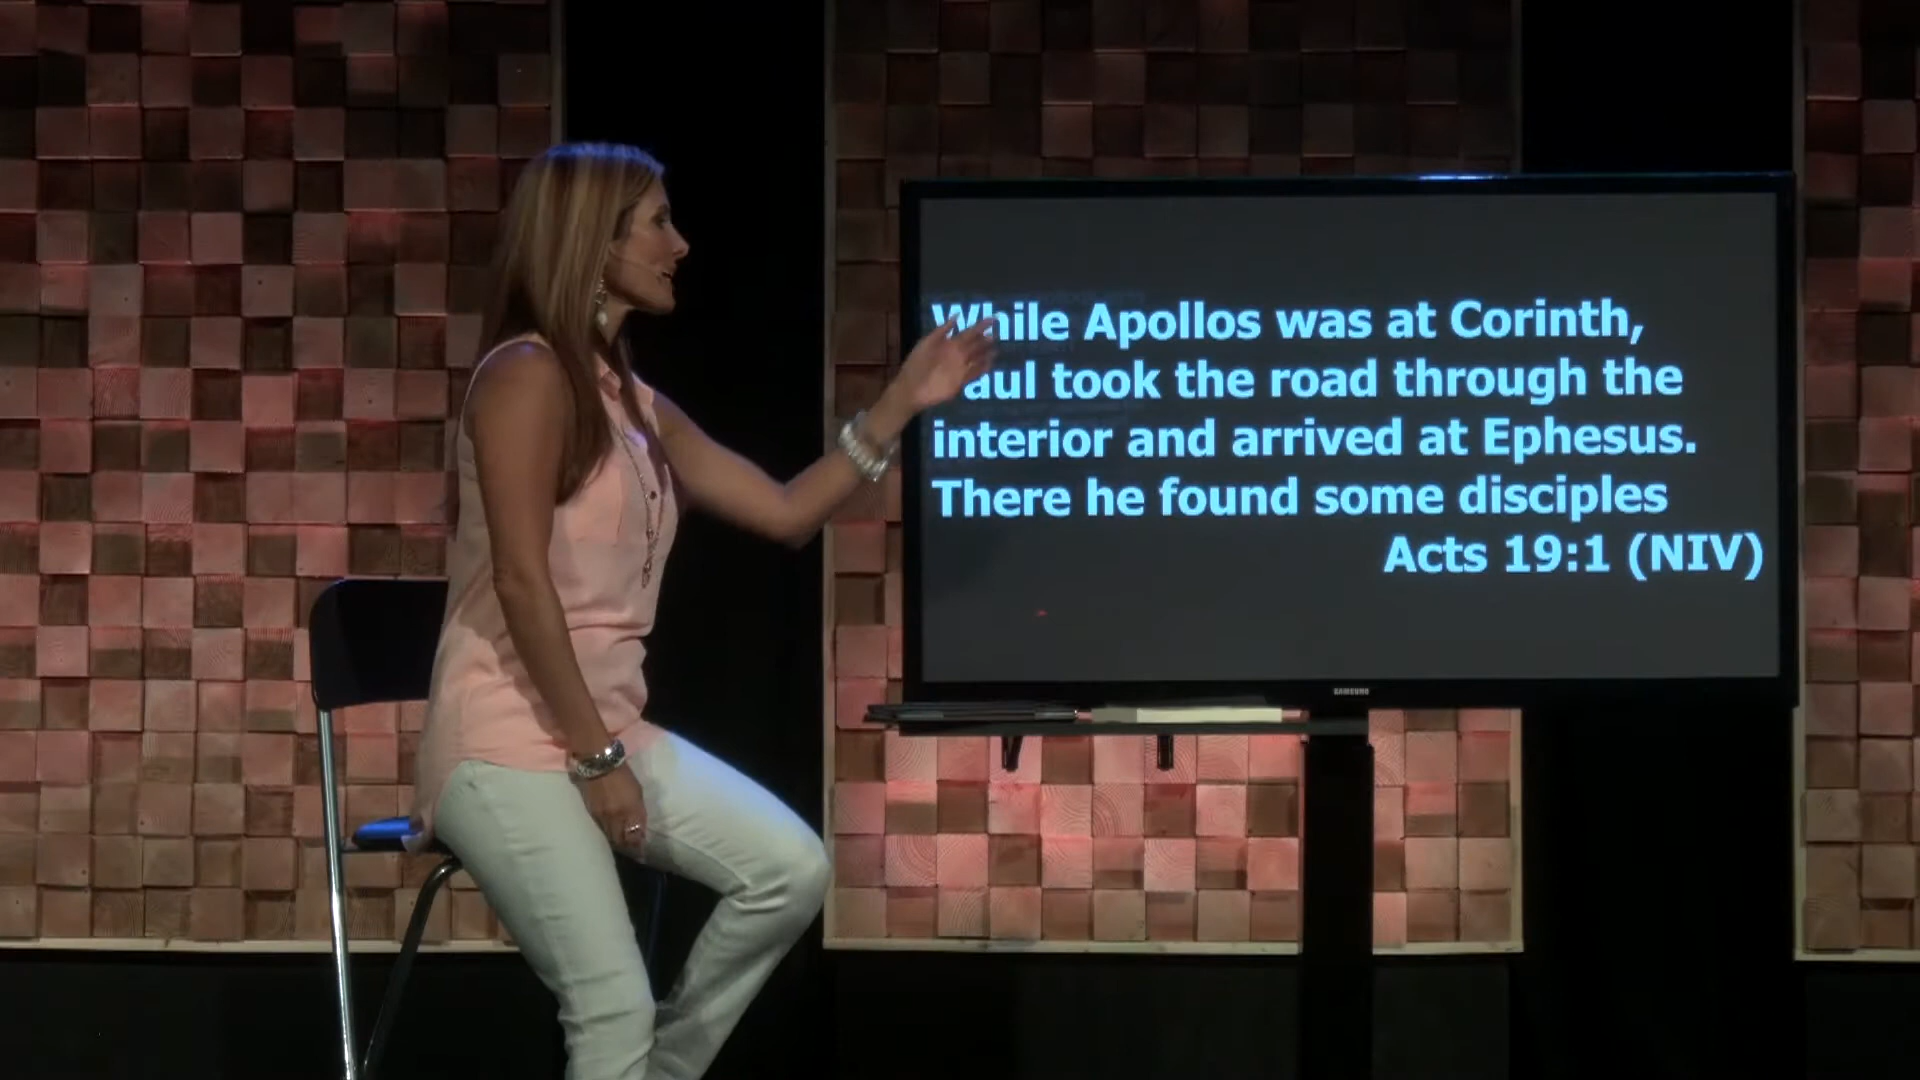 While Apollos was at Corinth,
Paul took the road through the
interior and arrived at Ephesus.
There he found some disciples
Acts 19:1 (NIV)
SAMSUNG